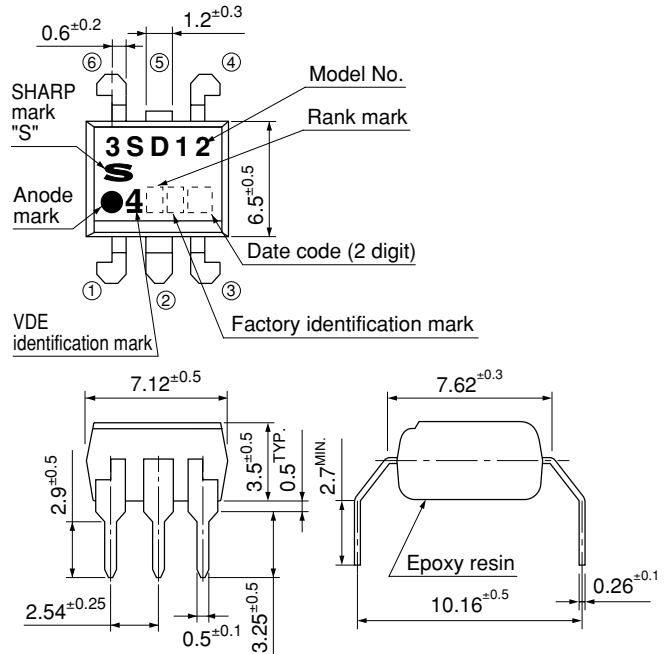 0.6±0.2
1.2±0.3
⑥
⑤
④
Model No.
Rank mark
SHARP
mark
"S"
3SD12
S
Anode
mark
4
6.5±0.5
Date code (2 digit)
①
②
③
VDE
identification mark
Factory identification mark
7.12±0.5
7.62±0.3
2.9±0.5
3.5±0.5
0.5TYP.
2.7MIN.
Epoxy resin
2.54±0.25
0.5±0.1
3.25±0.5
10.16±0.5
0.26±0.1